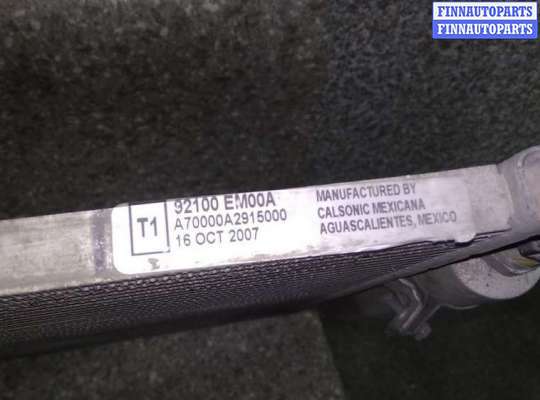 FINNAUTOPARTS
FINNAUTOPARTS
T1
92100 EM00A
A70000A2915000
16 OCT 2007
MANUFACTURED BY
CALSONIC MEXICANA
AGUASCALIENTES, MEXICO